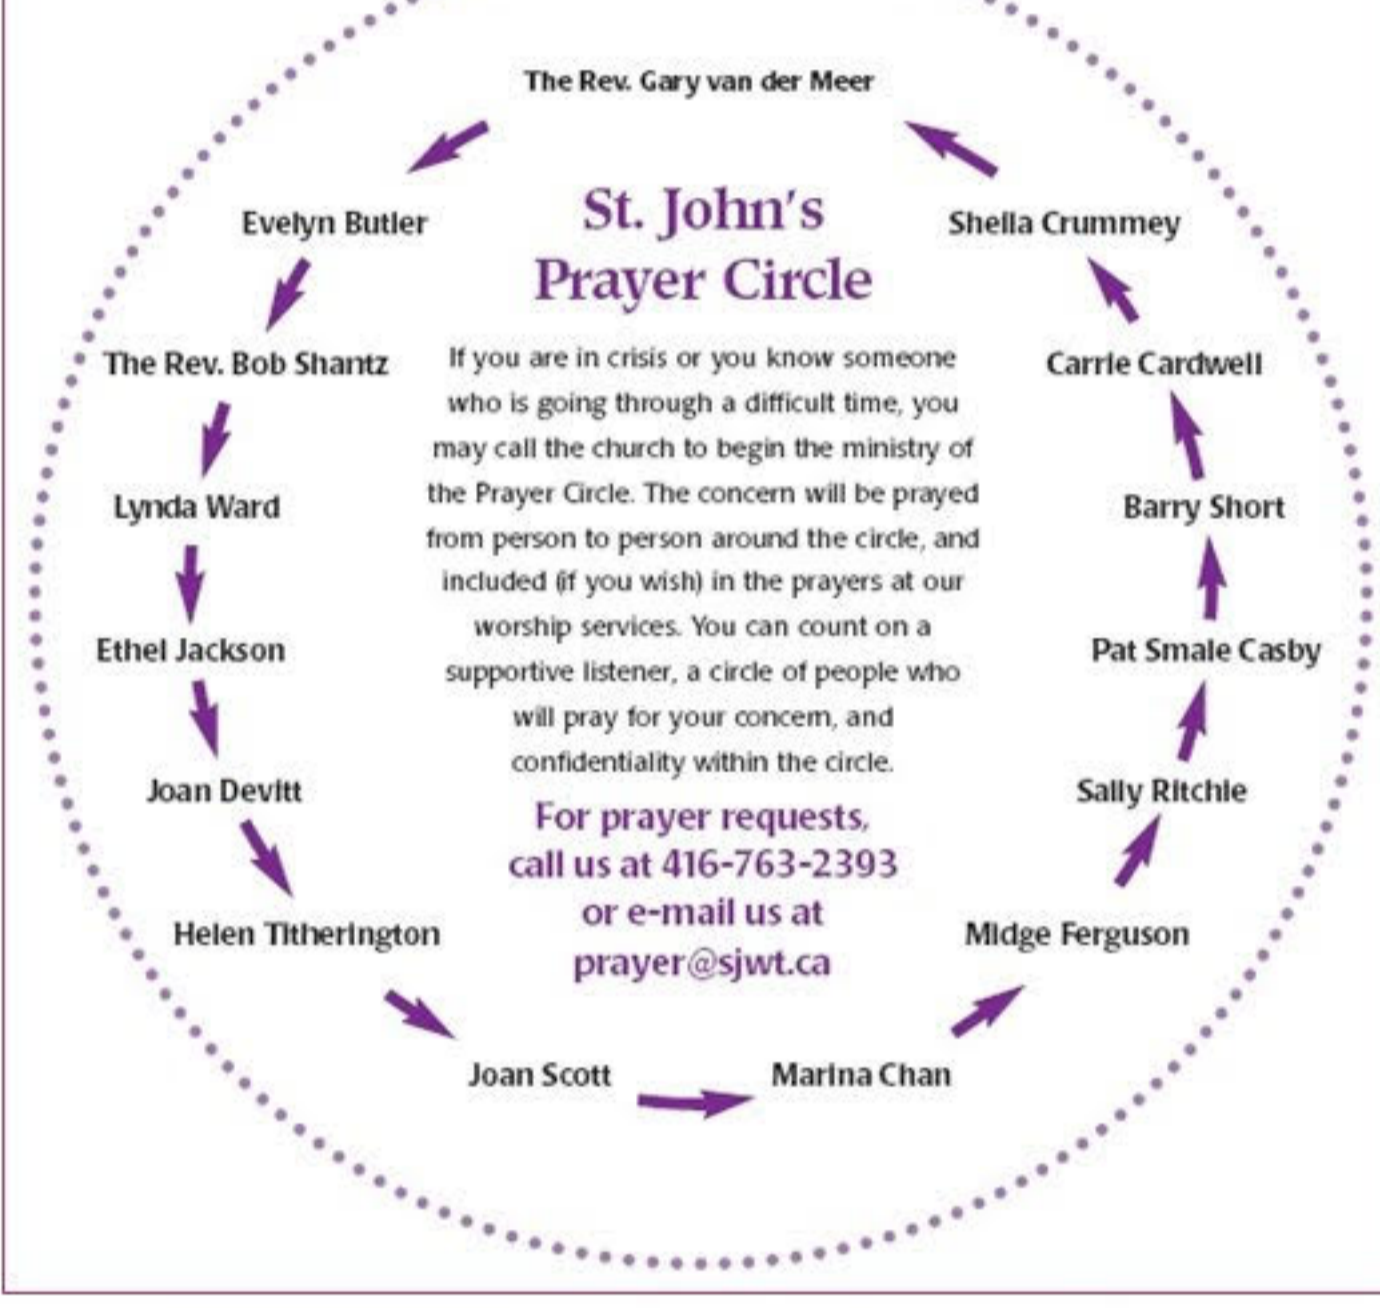 The Rev. Gary van der Meer
Evelyn Butler
St. John's
Sheila Crummey
Prayer Circle
The Rev. Bob Shantz
If you are in crisis or you know someone
Carrie Cardwell
who is going through a difficult time, you
may call the church to begin the ministry of
Lynda Ward
the Prayer Circle. The concern will be prayed
Barry Short
from person to person around the circle, and
included (if you wish) in the prayers at our
worship services. You can count on a
Ethel Jackson
Pat Smale Casby
supportive listener, a circle of people who
will pray for your concern, and
confidentiality within the circle.
Joan Devitt
Sally Ritchie
For prayer requests,
call us at 416-763-2393
or e-mail us at
Helen Titherington
Midge Ferguson
prayer@sjwt.ca
Joan Scott
Marina Chan